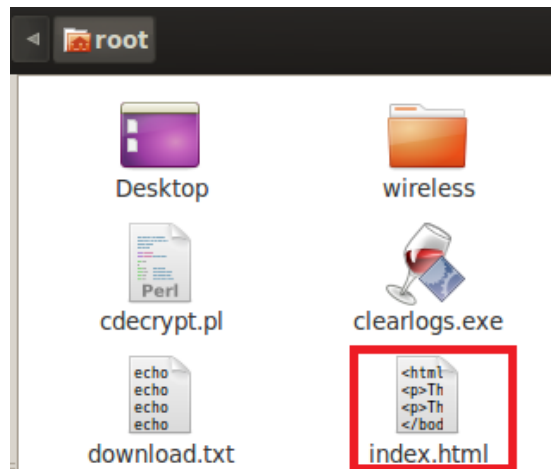 root
Desktop
wireless
Perl
cdecrypt.pl
clearlogs.exe
echo
echo
echo
echo
<html
<p>Th
<p>Th
</bod
download.txt
index.html